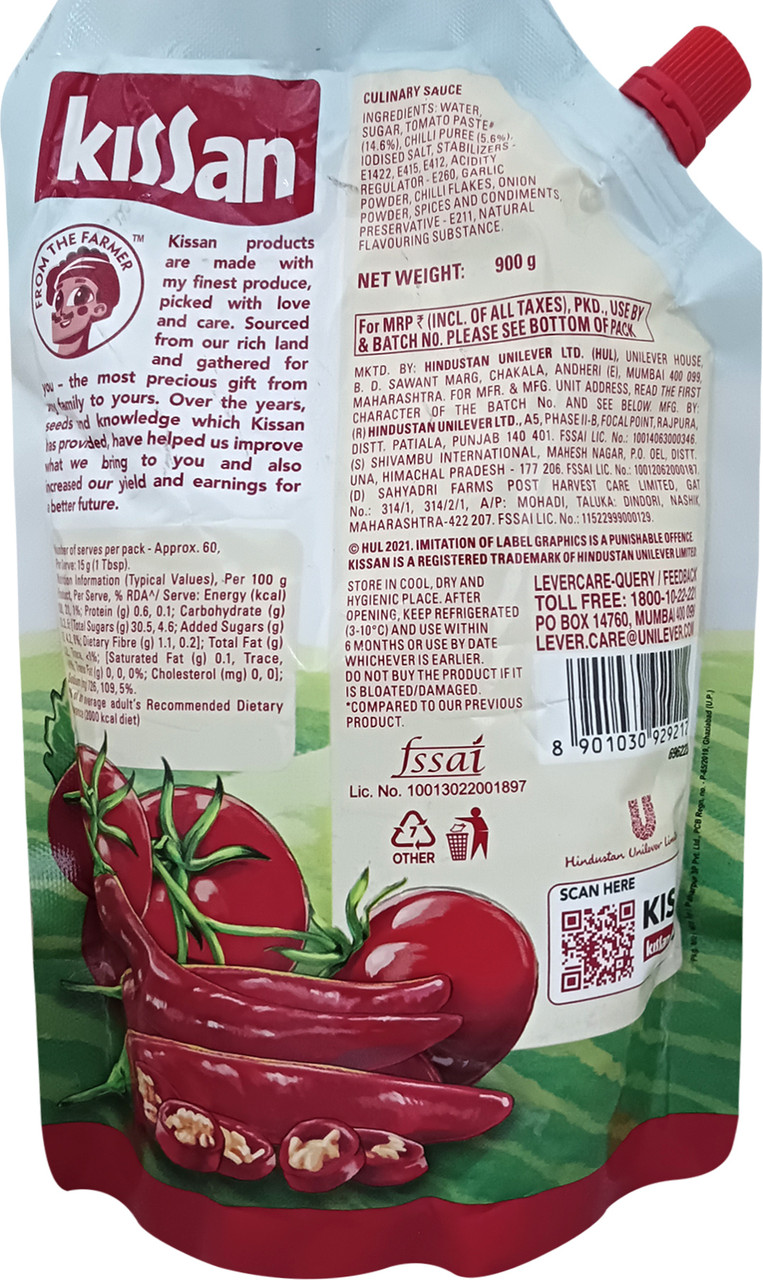 kissan
FROM THE FARMER
TM
Kissan products
are made with
my finest produce,
picked with love
and care. Sourced
from our rich land
and gathered for
you – the most precious gift from
my family to yours. Over the years,
seeds and knowledge which Kissan
has provided, have helped us improve
what we bring to you and also
increased our yield and earnings for
a better future.
Number of serves per pack - Approx. 60,
Per Serve: 15 g (1 Tbsp).
Information (Typical Values), Per 100 g
Per Serve, % RDA^/ Serve: Energy (kcal)
Protein (g) 0.6, 0.1; Carbohydrate (g)
[Total Sugars (g) 30.5, 4.6; Added Sugars (g)
Dietary Fibre (g) 1.1, 0.2]; Total Fat (g)
Trace, <1%; [Saturated Fat (g) 0.1, Trace,
(g) 0, 0, 0%; Cholesterol (mg) 0, 0];
726, 109, 5%.
average adult's Recommended Dietary
(2000 kcal diet)
CULINARY SAUCE
INGREDIENTS: WATER,
SUGAR, TOMATO PASTE#
(14.6%), CHILLI PUREE (5.6%),
IODISED SALT, STABILIZERS -
E1422, E415, E412, ACIDITY
REGULATOR - E260, GARLIC
POWDER, CHILLI FLAKES, ONION
POWDER, SPICES AND CONDIMENTS,
PRESERVATIVE - E211, NATURAL
FLAVOURING SUBSTANCE.
NET WEIGHT: 900 g
For MRP ₹ (INCL. OF ALL TAXES), PKD., USE BY
& BATCH NO. PLEASE SEE BOTTOM OF PACK
MKTD. BY: HINDUSTAN UNILEVER LTD. (HUL), UNILEVER HOUSE,
B. D. SAWANT MARG, CHAKALA, ANDHERI (E), MUMBAI 400 099,
MAHARASHTRA. FOR MFR. & MFG. UNIT ADDRESS, READ THE FIRST
CHARACTER OF THE BATCH No. AND SEE BELOW. MFG. BY:
(R) HINDUSTAN UNILEVER LTD., A5, PHASE II-B, FOCAL POINT, RAJPURA,
DISTT. PATIALA, PUNJAB 140 401. FSSAI LIC. No.: 10014063000346.
(S) SHIVAMBU INTERNATIONAL, MAHESH NAGAR, P.O. OEL, DISTT.
UNA, HIMACHAL PRADESH - 177 206. FSSAI LIC. No.: 10012062000187.
(D) SAHYADRI FARMS POST HARVEST CARE LIMITED, GAT
No.: 314/1, 314/2/1, A/P: MOHADI, TALUKA: DINDORI, NASHIK,
MAHARASHTRA-422 207. FSSAI LIC. No.: 11522999000129.
© HUL 2021. IMITATION OF LABEL GRAPHICS IS A PUNISHABLE OFFENCE.
KISSAN IS A REGISTERED TRADEMARK OF HINDUSTAN UNILEVER LIMITED
STORE IN COOL, DRY AND
HYGIENIC PLACE. AFTER
OPENING, KEEP REFRIGERATED
(3-10°C) AND USE WITHIN
6 MONTHS OR USE BY DATE
WHICHEVER IS EARLIER.
DO NOT BUY THE PRODUCT IF IT
IS BLOATED/DAMAGED.
*COMPARED TO OUR PREVIOUS
PRODUCT.
LEVERCARE-QUERY / FEEDBACK
TOLL FREE: 1800-10-22-221
PO BOX 14760, MUMBAI 400 099
LEVER.CARE@UNILEVER.COM
8 901030 929217
fssai
Lic. No. 10013022001897
7
OTHER
Hindustan Unilever Limi
SCAN HERE
KIS
kissan